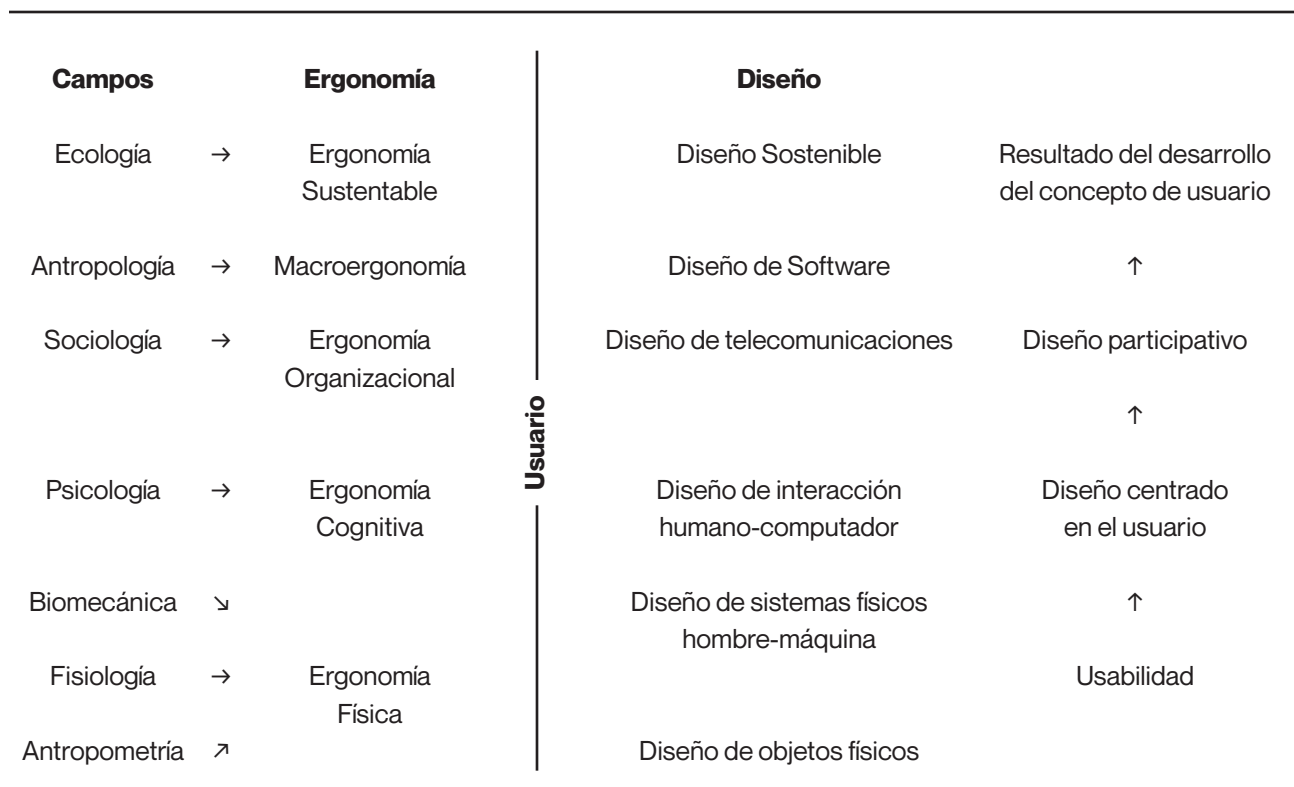 Campos Ergonomía Diseño
Ecología → Ergonomía Diseño Sostenible Resultado del desarrollo
Sustentable del concepto de usuario
Antropología → Macroergonomía Diseño de Software ↑
Sociología → Ergonomía Diseño de telecomunicaciones Diseño participativo
Organizacional
↑
Usuario
Psicología → Ergonomía Diseño de interacción Diseño centrado
Cognitiva humano-computador en el usuario
Biomecánica ↘ Diseño de sistemas físicos ↑
hombre-máquina
Fisiología → Ergonomía Usabilidad
Física
Antropometría ↗ Diseño de objetos físicos